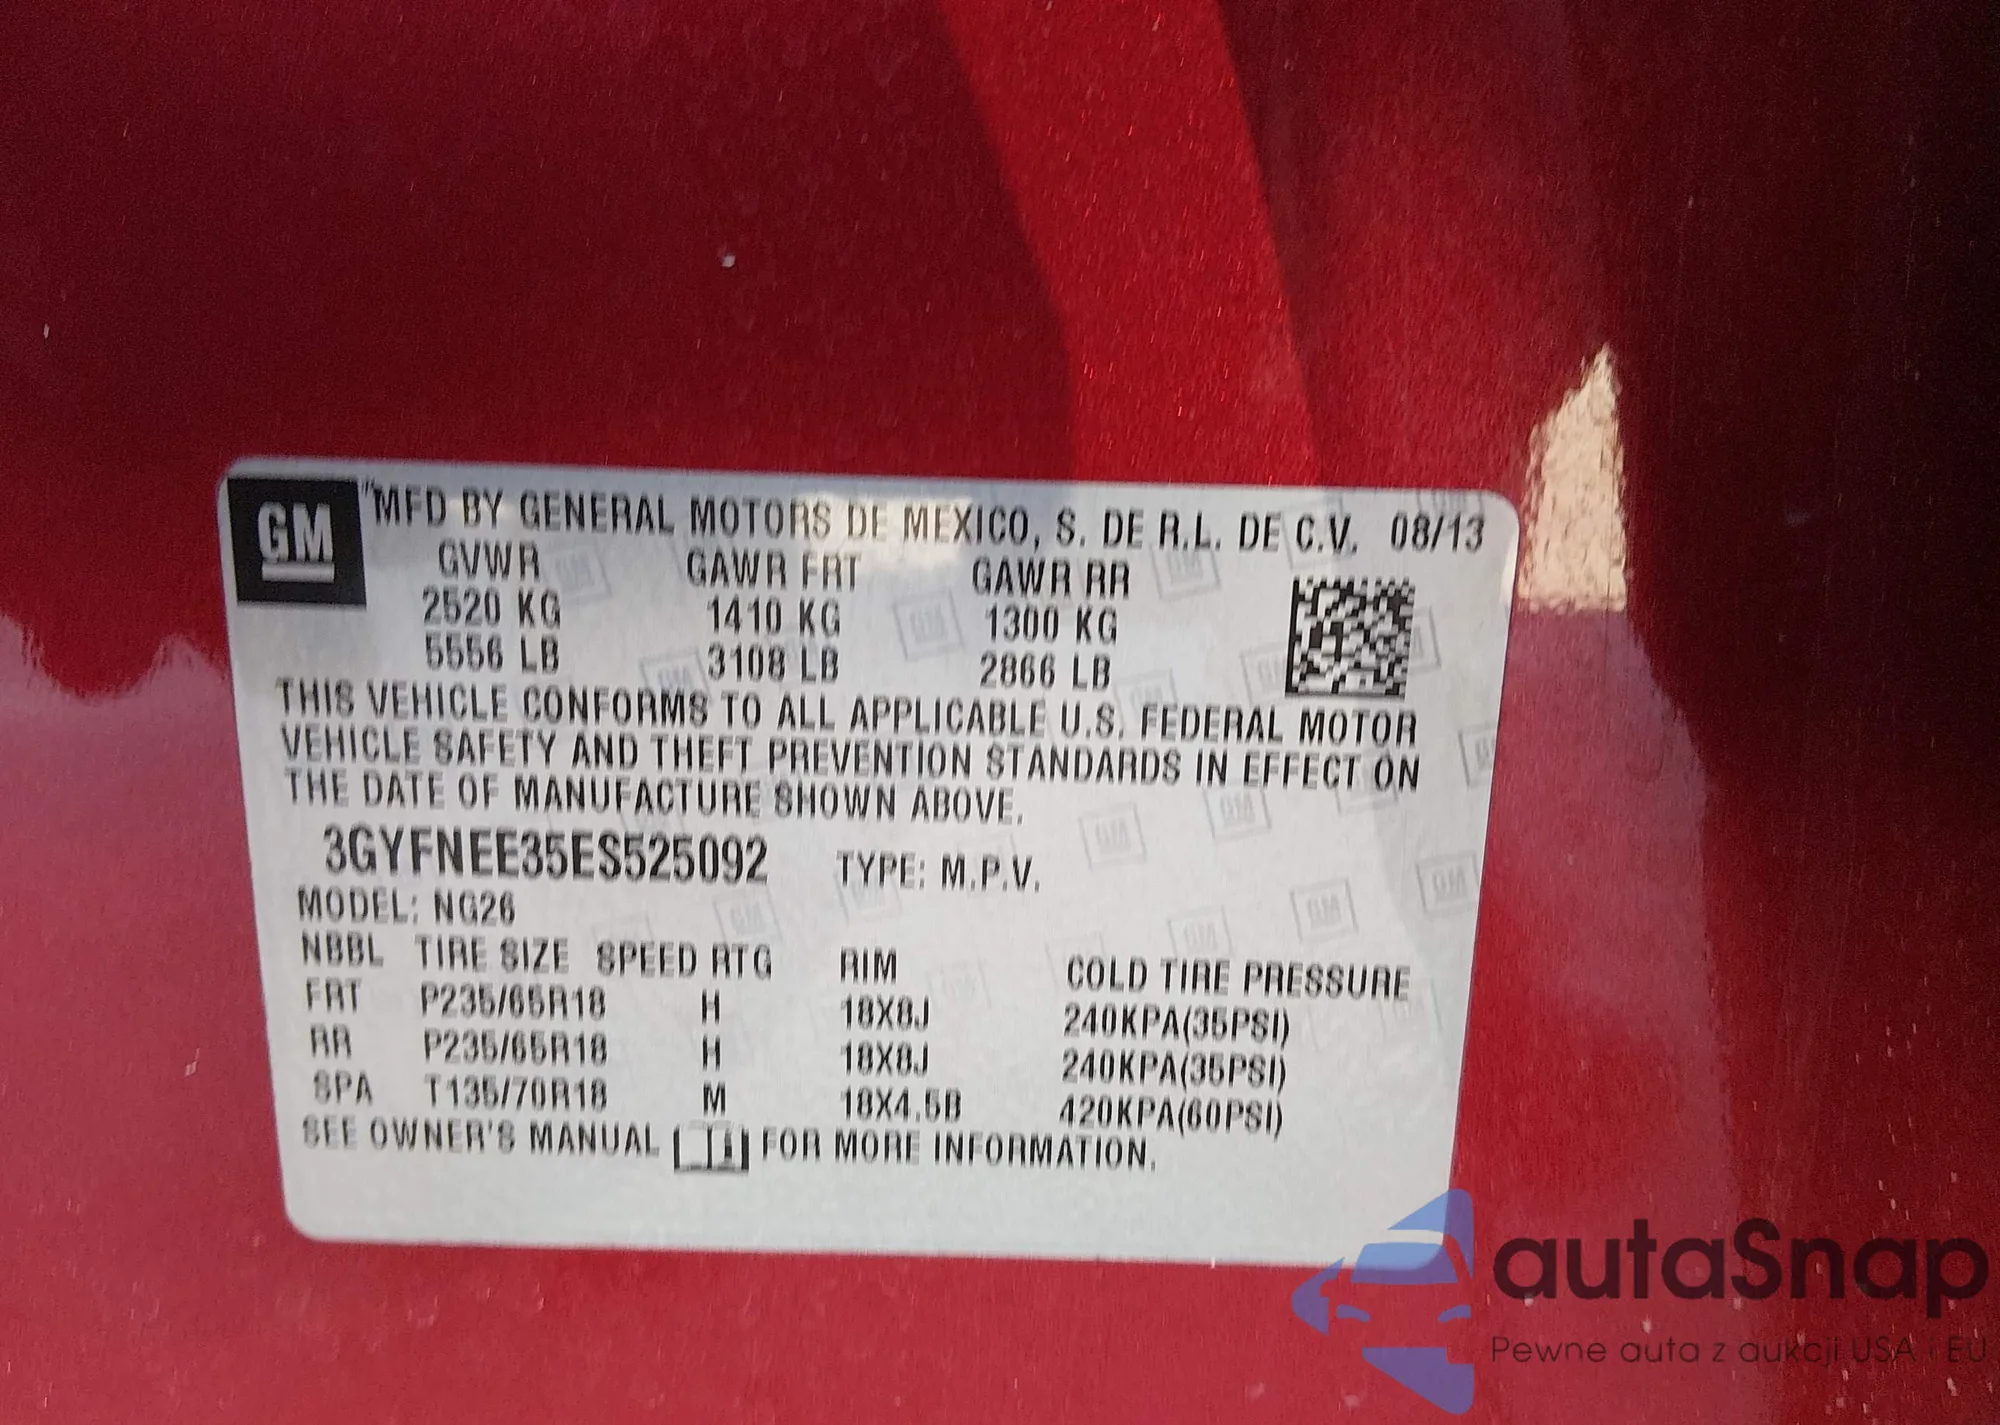 GM
"MFD BY GENERAL MOTORS DE MEXICO, S. DE R.L. DE C.V. 08/13
GVWR GAWR FRT GAWR RR
2520 KG 1410 KG 1300 KG
5556 LB 3108 LB 2866 LB
THIS VEHICLE CONFORMS TO ALL APPLICABLE U.S. FEDERAL MOTOR
VEHICLE SAFETY AND THEFT PREVENTION STANDARDS IN EFFECT ON
THE DATE OF MANUFACTURE SHOWN ABOVE.
3GYFNEE35ES525092 TYPE: M.P.V.
MODEL: NG26
NBBL TIRE SIZE SPEED RTG RIM COLD TIRE PRESSURE
FRT P235/65R18 H 18X8J 240KPA(35PSI)
RR P235/65R18 H 18X8J 240KPA(35PSI)
SPA T135/70R18 M 18X4.5B 420KPA(60PSI)
SEE OWNER'S MANUAL FOR MORE INFORMATION.
autaSnap
Pewne auta z aukcji USA i EU